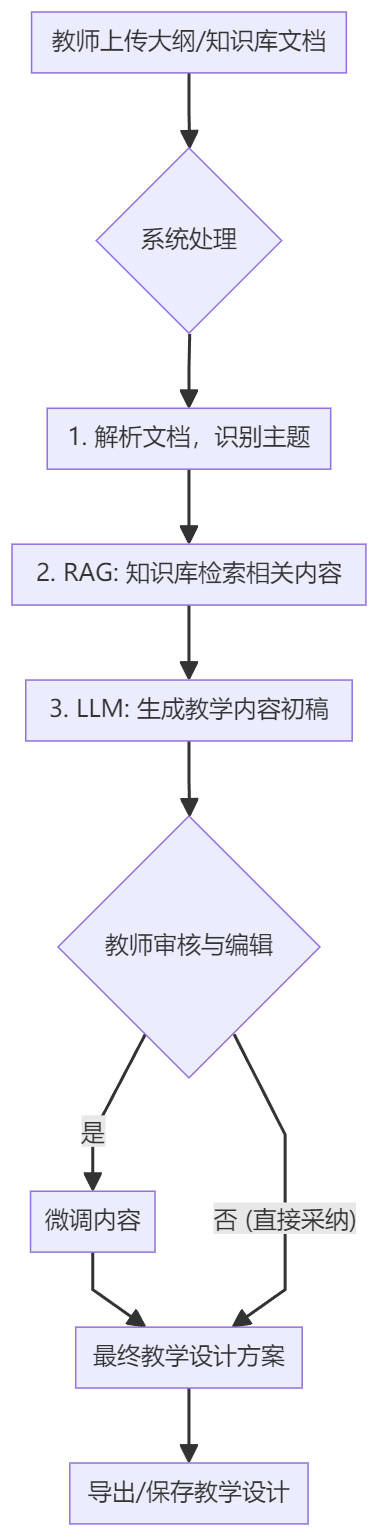 教师上传大纲/知识库文档
系统处理
1. 解析文档，识别主题
2. RAG: 知识库检索相关内容
3. LLM: 生成教学内容初稿
教师审核与编辑
是
微调内容
否 (直接采纳)
最终教学设计方案
导出/保存教学设计